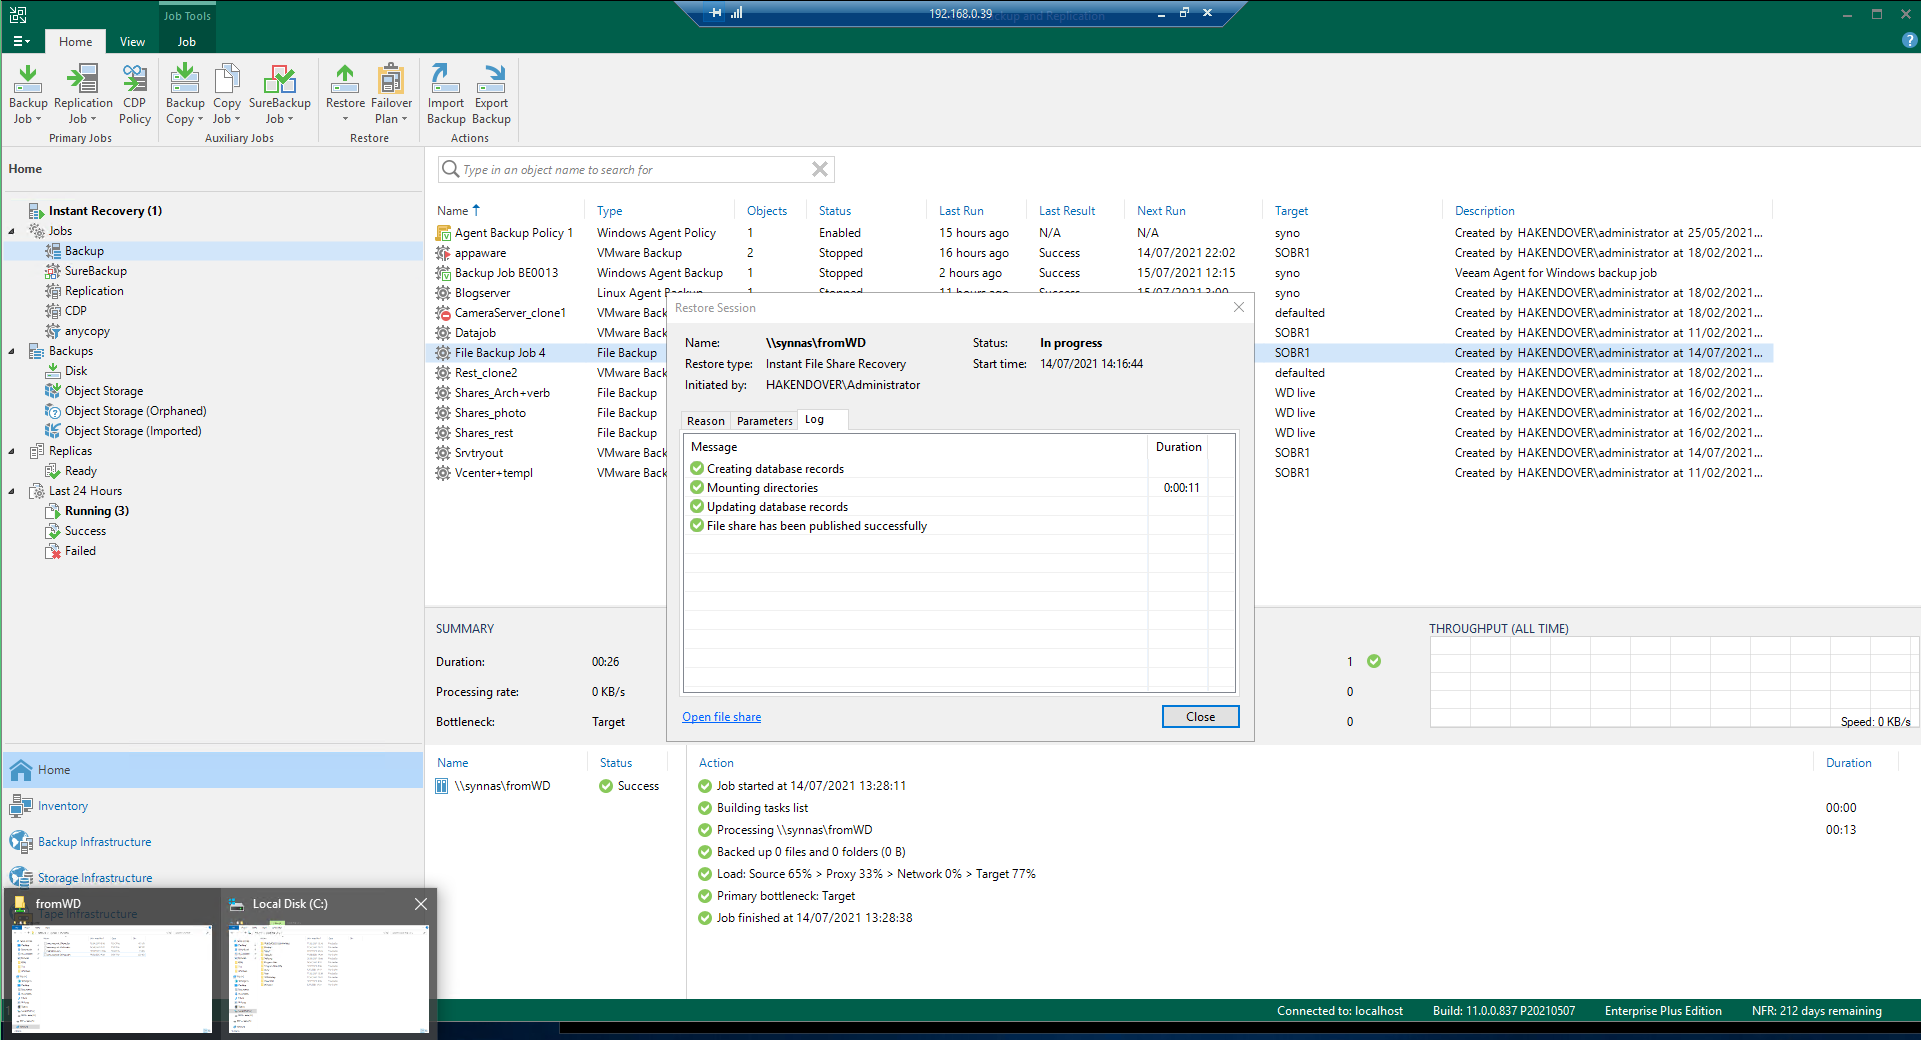 Job Tools
192.168.0.39
Backup and Replication
Home View Job
Backup Job
Replication Job
CDP Policy
Primary Jobs
Backup Copy
Copy Job
SureBackup Job
Auxiliary Jobs
Restore
Failover Plan
Restore
Import Backup
Export Backup
Actions
Home
Instant Recovery (1)
Jobs
Backup
SureBackup
Replication
CDP
anycopy
Backups
Disk
Object Storage
Object Storage (Orphaned)
Object Storage (Imported)
Replicas
Ready
Last 24 Hours
Running (3)
Success
Failed
Type in an object name to search for
Name Type Objects Status Last Run Last Result Next Run Target Description
Agent Backup Policy 1 Windows Agent Policy 1 Enabled 15 hours ago N/A N/A syno Created by HAKENDOVER\administrator at 25/05/2021...
appaware VMware Backup 2 Stopped 16 hours ago Success 14/07/2021 22:02 SOBR1 Created by HAKENDOVER\administrator at 18/02/2021...
Backup Job BE0013 Windows Agent Backup 1 Stopped 2 hours ago Success 15/07/2021 12:15 syno Veeam Agent for Windows backup job
Blogserver Linux Agent Backup 1 Stopped 11 hours ago Success 15/07/2021 3:00 syno Created by HAKENDOVER\administrator at 18/02/2021...
CameraServer_clone1 VMware Back defaulted Created by HAKENDOVER\administrator at 18/02/2021...
Datajob VMware Back SOBR1 Created by HAKENDOVER\administrator at 11/02/2021...
File Backup Job 4 File Backup SOBR1 Created by HAKENDOVER\administrator at 14/07/2021...
Rest_clone2 VMware Back defaulted Created by HAKENDOVER\administrator at 18/02/2021...
Shares_Arch+verb File Backup WD live Created by HAKENDOVER\administrator at 16/02/2021...
Shares_photo File Backup WD live Created by HAKENDOVER\administrator at 16/02/2021...
Shares_rest File Backup WD live Created by HAKENDOVER\administrator at 16/02/2021...
Srvtryout VMware Back SOBR1 Created by HAKENDOVER\administrator at 14/07/2021...
Vcenter+templ VMware Back SOBR1 Created by HAKENDOVER\administrator at 11/02/2021...
Restore Session
Name: \\synnas\fromWD Status: In progress
Restore type: Instant File Share Recovery Start time: 14/07/2021 14:16:44
Initiated by: HAKENDOVER\Administrator
Reason Parameters Log
Message Duration
Creating database records
Mounting directories 0:00:11
Updating database records
File share has been published successfully
Open file share Close
SUMMARY
Duration: 00:26
Processing rate: 0 KB/s
Bottleneck: Target
1
0
0
THROUGHPUT (ALL TIME)
Speed: 0 KB/s
Name Status
\\synnas\fromWD Success
Action Duration
Job started at 14/07/2021 13:28:11
Building tasks list 00:00
Processing \\synnas\fromWD 00:13
Backed up 0 files and 0 folders (0 B)
Load: Source 65% > Proxy 33% > Network 0% > Target 77%
Primary bottleneck: Target
Job finished at 14/07/2021 13:28:38
Home
Inventory
Backup Infrastructure
Storage Infrastructure
Tape Infrastructure
fromWD
Local Disk (C:)
Connected to: localhost Build: 11.0.0.837 P20210507 Enterprise Plus Edition NFR: 212 days remaining